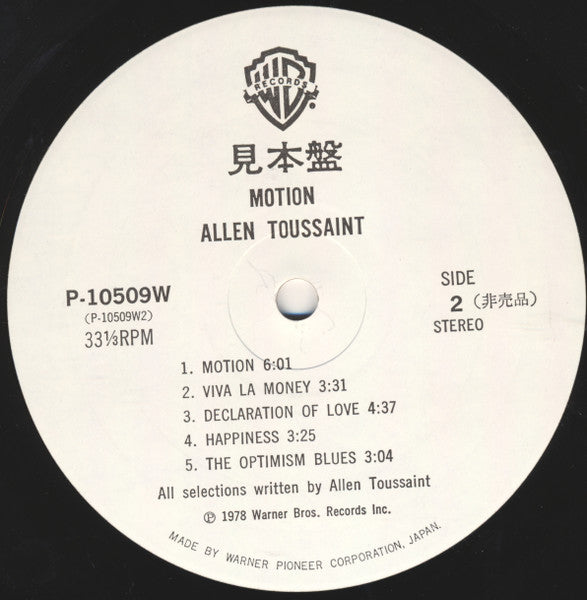 WB
RECORDS
見本盤
MOTION
ALLEN TOUSSAINT
P-10509W
(P-10509W2)
33⅓RPM
SIDE
2 (非売品)
STEREO
1. MOTION 6:01
2. VIVA LA MONEY 3:31
3. DECLARATION OF LOVE 4:37
4. HAPPINESS 3:25
5. THE OPTIMISM BLUES 3:04
All selections written by Allen Toussaint
℗ 1978 Warner Bros. Records Inc.
MADE BY WARNER PIONEER CORPORATION, JAPAN.